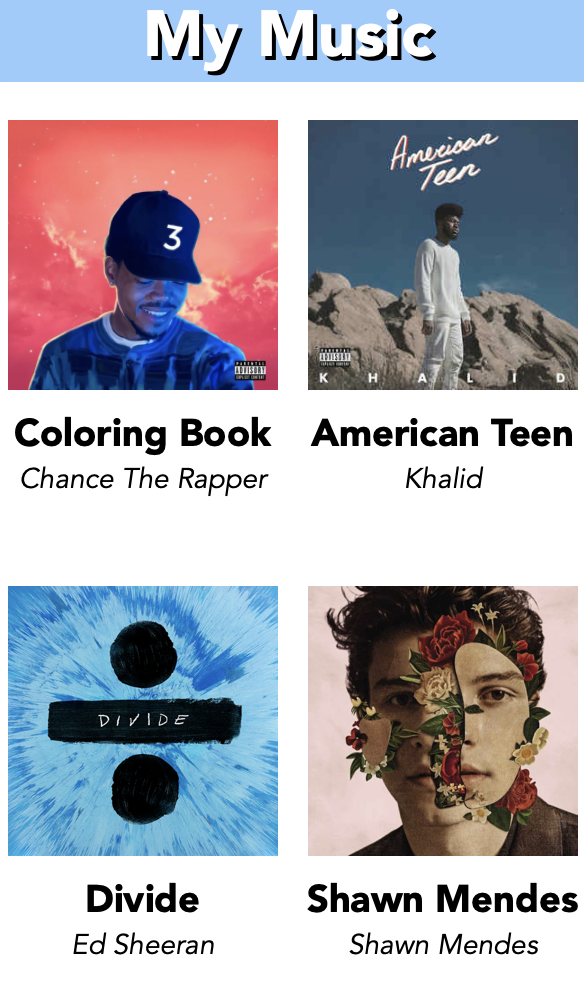 My Music
3
American
Teen
PARENTAL
ADVISORY
EXPLICIT CONTENT
PARENTAL
ADVISORY
EXPLICIT CONTENT
K H A L I D
Coloring Book
American Teen
Chance The Rapper
Khalid
DIVIDE
Divide
Shawn Mendes
Ed Sheeran
Shawn Mendes